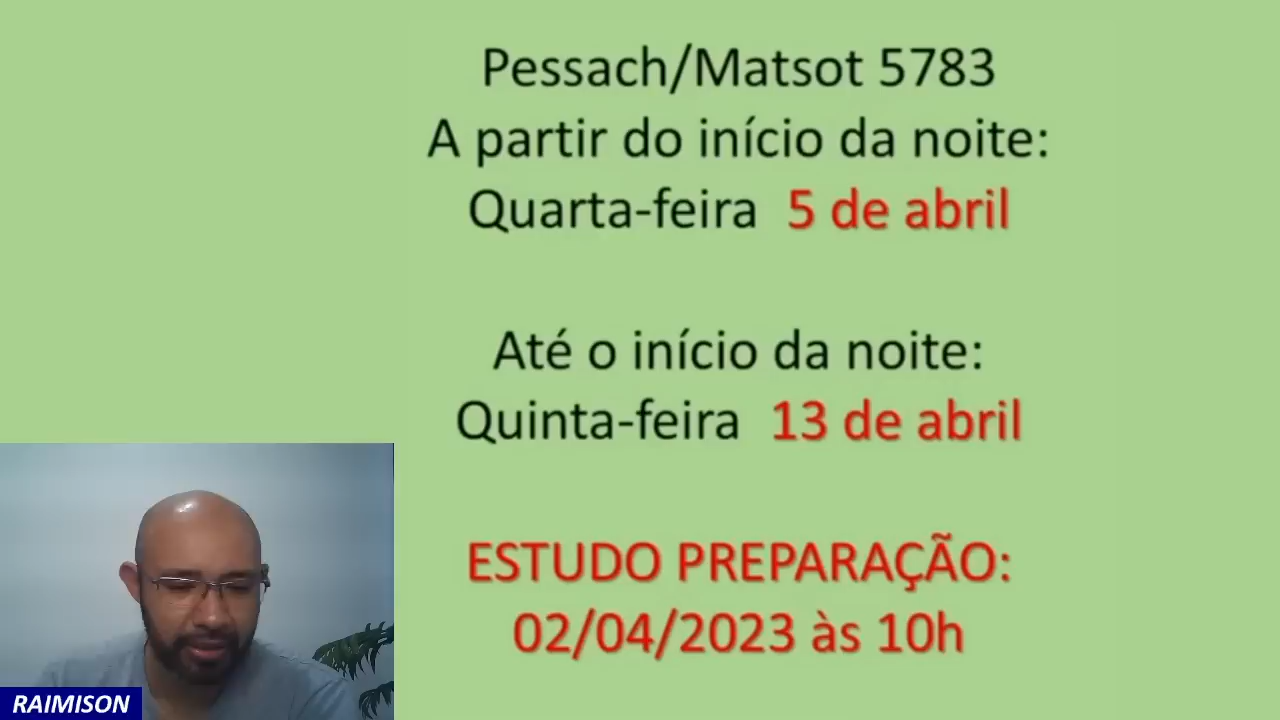 Pessach/Matsot 5783
A partir do início da noite:
Quarta-feira 5 de abril
Até o início da noite:
Quinta-feira 13 de abril
ESTUDO PREPARAÇÃO:
02/04/2023 às 10h
RAIMISON